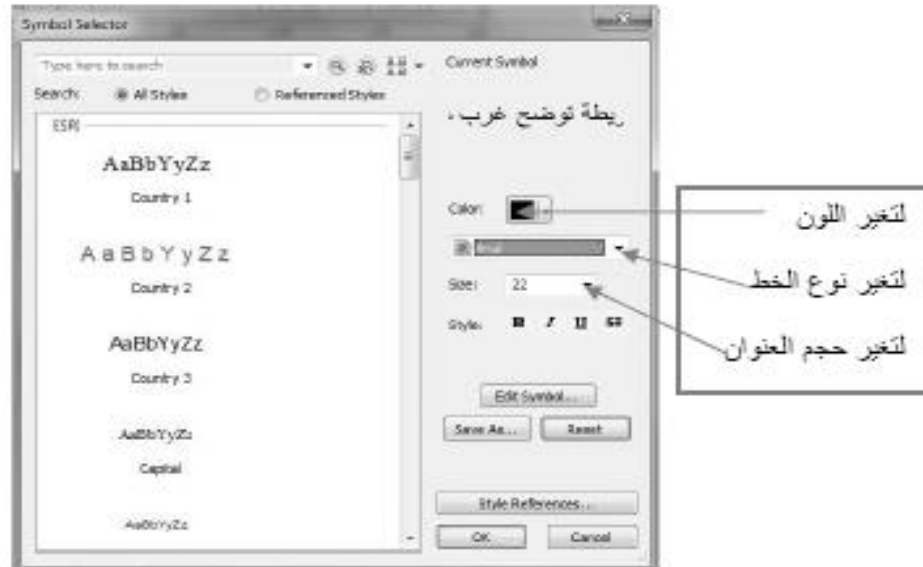 Symbol Selector
Type here to search
Search: All Styles Referenced Styles
ESRI
AaBbYyZz
Country 1
AaBbYyZz
Country 2
AaBbYyZz
Country 3
AaBbYyZz
Capital
AaBbYyZz
Current Symbol
ريطة توضح غرب
Color:
Size: 22
Style: B I U
Edit Symbol...
Save As... Reset
Style References...
OK Cancel
لتغير اللون
لتغير نوع الخط
لتغير حجم العنوان